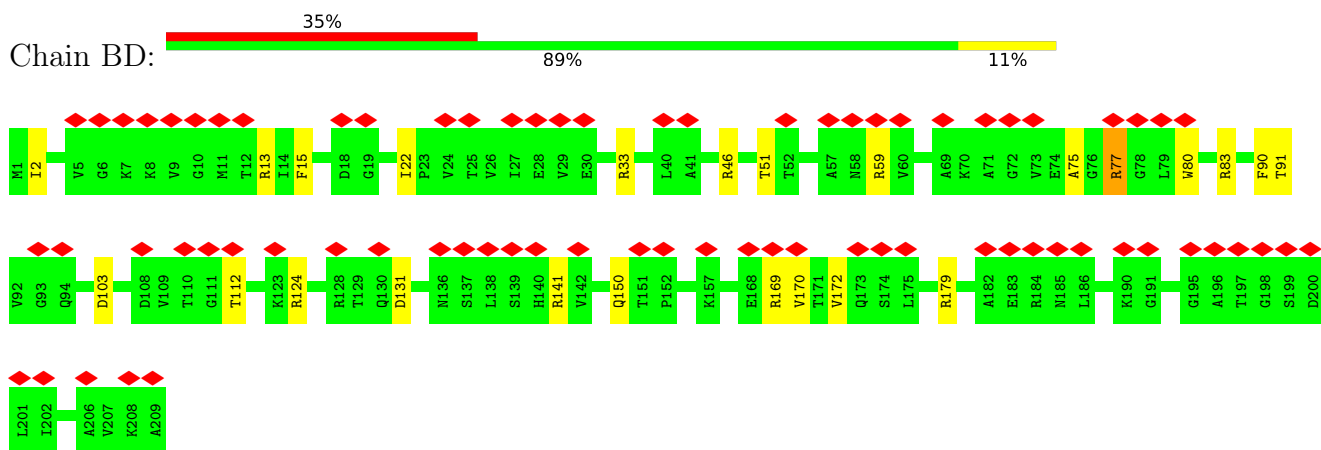 35%
Chain BD:
89% 11%
M1 I2 V5 G6 K7 K8 V9 G10 M11 T12 R13 I14 F15 D18 G19 I22 P23 V24 T25 V26 I27 E28 V29 E30 R33 L40 A41 R46 T51 T52 A57 N58 R59 V60 A69 K70 A71 G72 V73 E74 A75 G76 R77 G78 L79 W80 R83 F90 T91
V92 G93 Q94 D103 D108 V109 T110 G111 T112 K123 R124 R128 T129 Q130 D131 N136 S137 L138 S139 H140 R141 V142 Q150 T151 P152 K157 E168 R169 V170 T171 V172 Q173 S174 L175 R179 A182 E183 R184 N185 L186 K190 G191 G195 A196 T197 G198 S199 D200
L201 I202 A206 V207 K208 A209